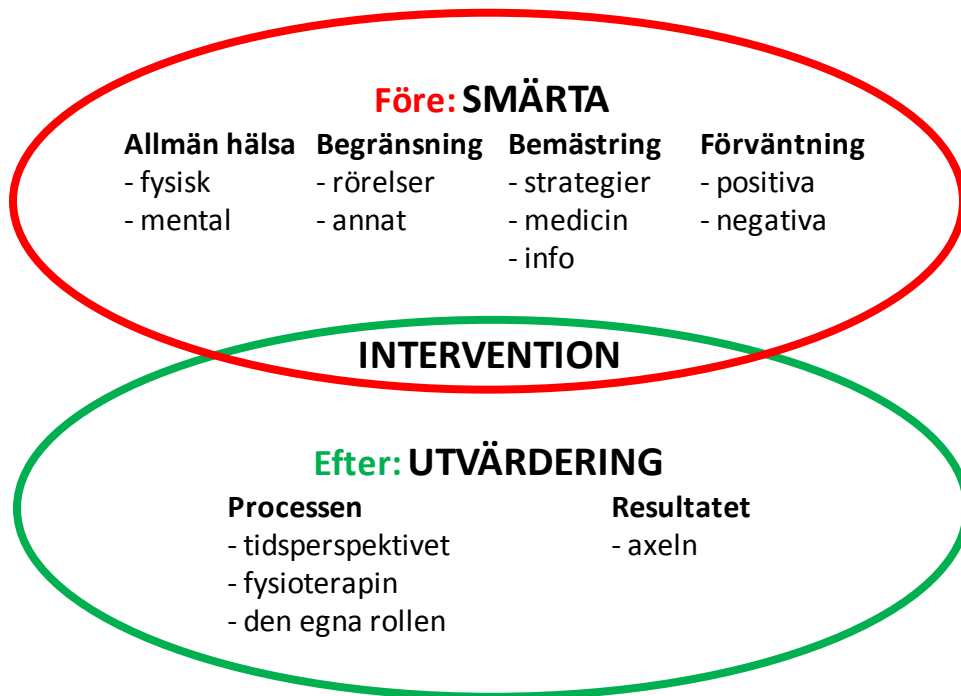 Före: SMÄRTA
Allmän hälsa Begränsning Bemästring Förväntning
- fysisk - rörelser - strategier - positiva
- mental - annat - medicin - negativa
- info
INTERVENTION
Efter: UTVÄRDERING
Processen Resultatet
- tidsperspektivet - axeln
- fysioterapin
- den egna rollen